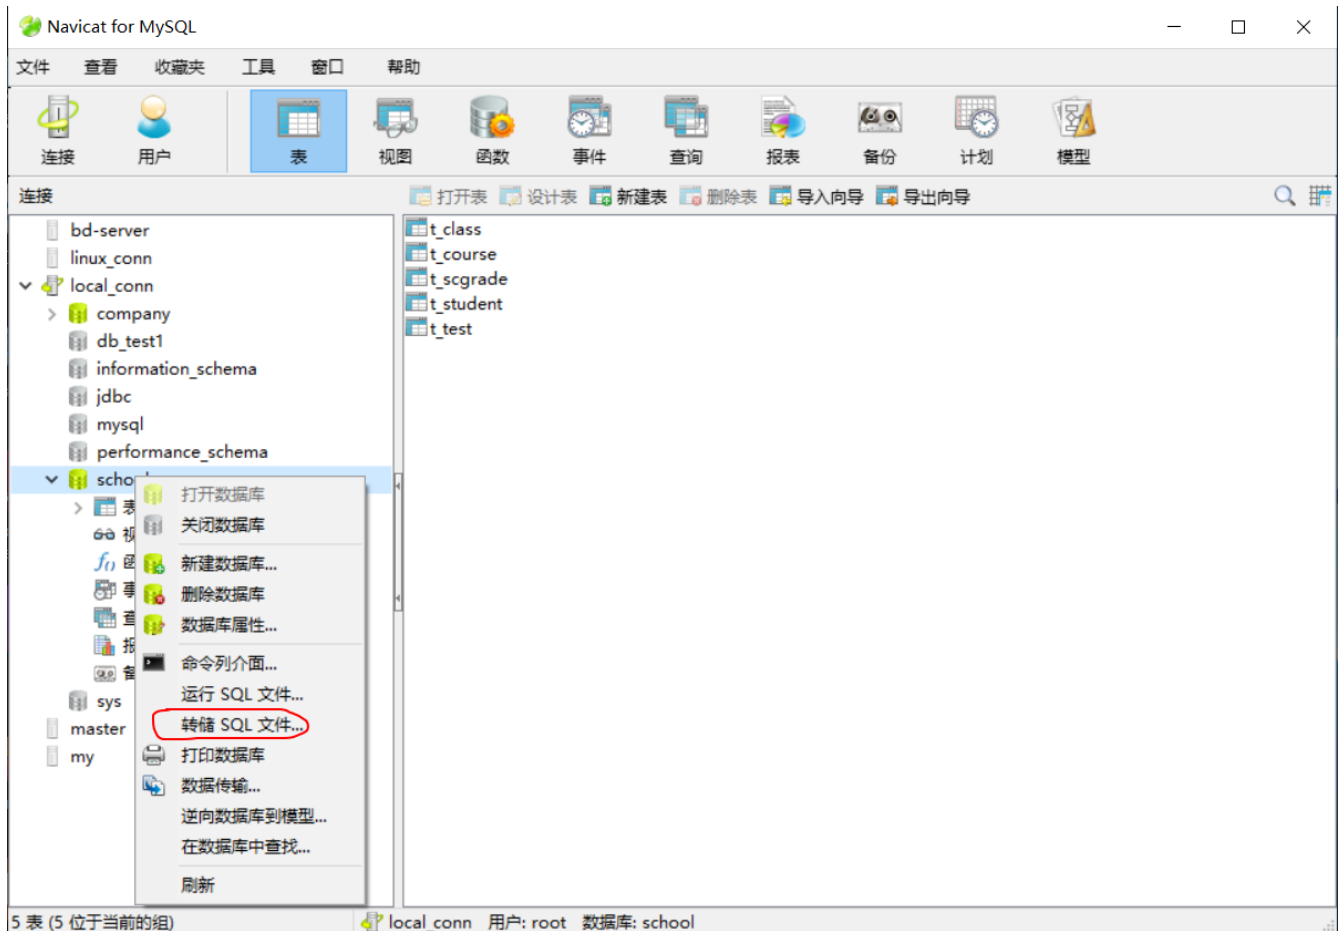 Navicat for MySQL
文件 查看 收藏夹 工具 窗口 帮助
连接 用户 表 视图 函数 事件 查询 报表 备份 计划 模型
连接
打开表 设计表 新建表 删除表 导入向导 导出向导
bd-server
linux_conn
local_conn
company
db_test1
information_schema
jdbc
mysql
performance_schema
schoo
表
视
函
事
查
报
备
sys
master
my
t_class
t_course
t_scgrade
t_student
t_test
打开数据库
关闭数据库
新建数据库...
删除数据库
数据库属性...
命令列介面...
运行 SQL 文件...
转储 SQL 文件...
打印数据库
数据传输...
逆向数据库到模型...
在数据库中查找...
刷新
5 表 (5 位于当前的组)
local_conn 用户: root 数据库: school